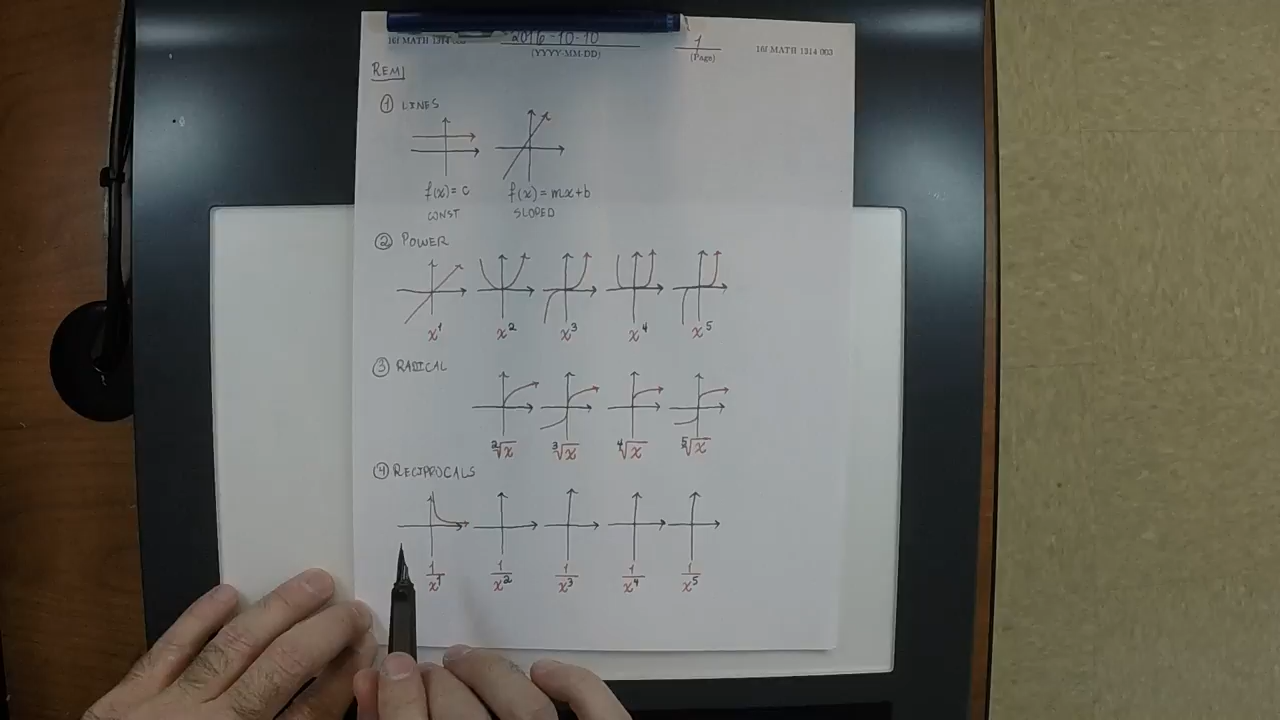 16f MATH 1314 003 2016-10-10 1 16f MATH 1314 003
(YYYY-MM-DD) (Page)
REM|
① LINES
f(x) = c f(x) = mx+b
CONST SLOPED
② POWER
x¹ x² x³ x⁴ x⁵
③ RADICAL
²√x ³√x ⁴√x ⁵√x
④ RECIPROCALS
1/x¹ 1/x² 1/x³ 1/x⁴ 1/x⁵